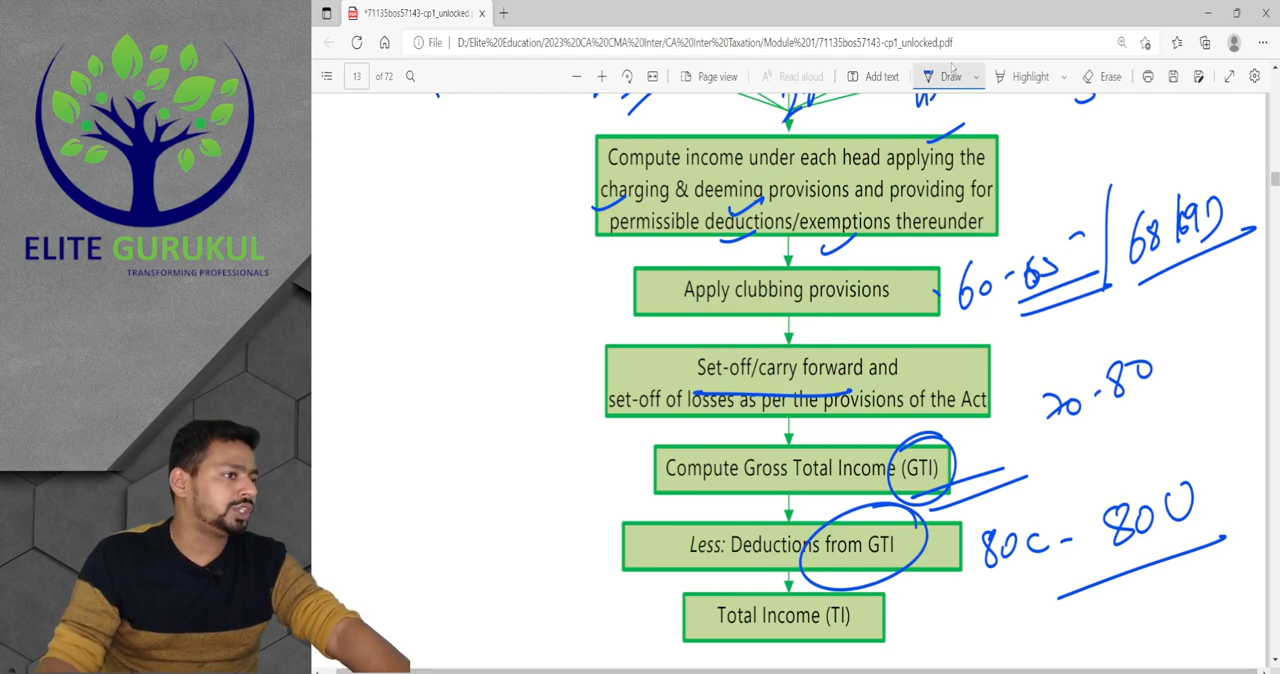 *71135bos57143-cp1_unlocked.pdf
File D:/Elite%20Education/2023%20CA%20CMA%20Inter/CA%20Inter%20Taxation/Module%201/71135bos57143-cp1_unlocked.pdf
13 of 72 Page view Read aloud Add text Draw Highlight Erase
ELITE GURUKUL
TRANSFORMING PROFESSIONALS
Compute income under each head applying the
charging & deeming provisions and providing for
permissible deductions/exemptions thereunder
68 69D
Apply clubbing provisions
60 -
Set-off/carry forward and
set-off of losses as per the provisions of the Act
70 - 80
Compute Gross Total Income (GTI)
Less: Deductions from GTI
80C - 80U
Total Income (TI)